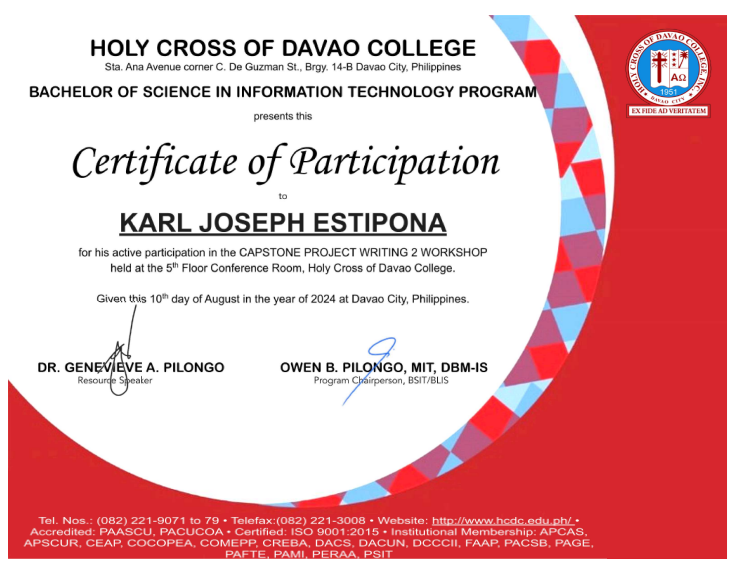 HOLY CROSS OF DAVAO COLLEGE
Sta. Ana Avenue corner C. De Guzman St., Brgy. 14-B Davao City, Philippines
BACHELOR OF SCIENCE IN INFORMATION TECHNOLOGY PROGRAM
presents this
Certificate of Participation
to
KARL JOSEPH ESTIPONA
for his active participation in the CAPSTONE PROJECT WRITING 2 WORKSHOP
held at the 5th Floor Conference Room, Holy Cross of Davao College.
Given this 10th day of August in the year of 2024 at Davao City, Philippines.
DR. GENEVIEVE A. PILONGO
Resource Speaker
OWEN B. PILONGO, MIT, DBM-IS
Program Chairperson, BSIT/BLIS
HOLY CROSS OF DAVAO COLLEGE, INC.
ΑΩ
1951
DAVAO CITY
EX FIDE AD VERITATEM
Tel. Nos.: (082) 221-9071 to 79 • Telefax:(082) 221-3008 • Website: http://www.hcdc.edu.ph/ •
Accredited: PAASCU, PACUCOA • Certified: ISO 9001:2015 • Institutional Membership: APCAS,
APSCUR, CEAP, COCOPEA, COMEPP, CREBA, DACS, DACUN, DCCCII, FAAP, PACSB, PAGE,
PAFTE, PAMI, PERAA, PSIT